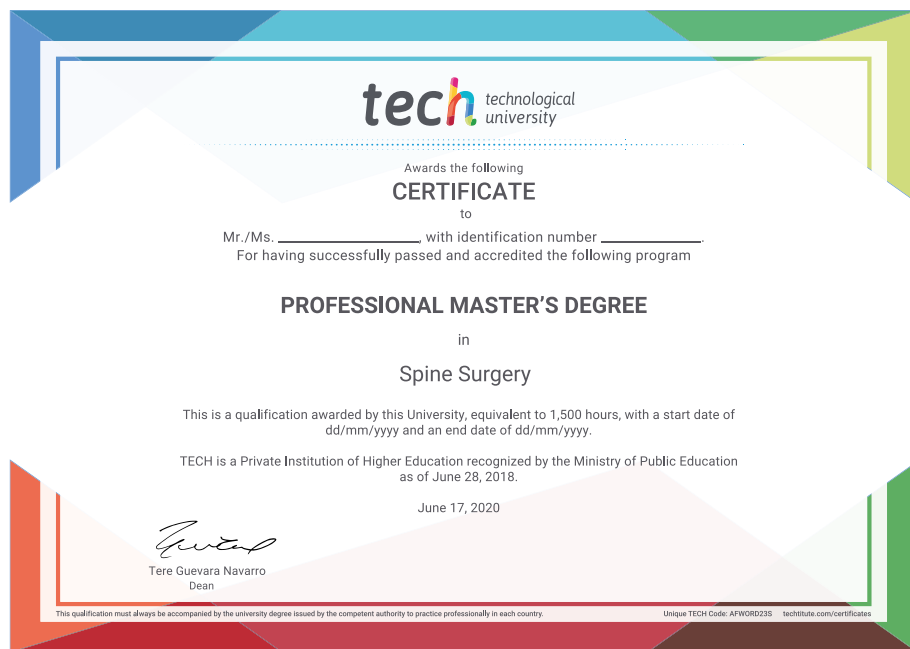 tech technological
university
Awards the following
CERTIFICATE
to
Mr./Ms. ____________________, with identification number ______________.
For having successfully passed and accredited the following program
PROFESSIONAL MASTER'S DEGREE
in
Spine Surgery
This is a qualification awarded by this University, equivalent to 1,500 hours, with a start date of
dd/mm/yyyy and an end date of dd/mm/yyyy.
TECH is a Private Institution of Higher Education recognized by the Ministry of Public Education
as of June 28, 2018.
June 17, 2020
Tere Guevara Navarro
Dean
This qualification must always be accompanied by the university degree issued by the competent authority to practice professionally in each country.
Unique TECH Code: AFWORD23S techtitute.com/certificates